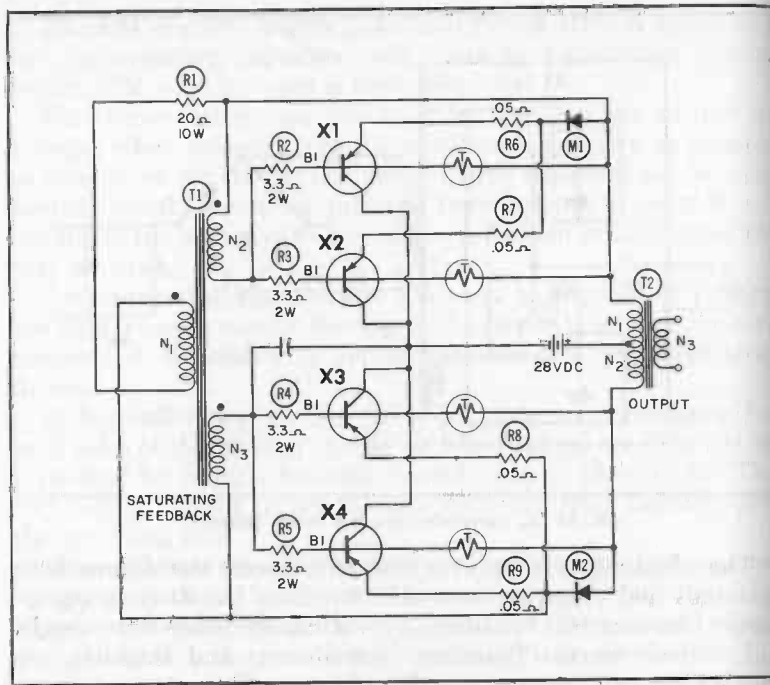 R1
20Ω
10W
T1
N2
N1
N3
SATURATING
FEEDBACK
R2
B1
3.3Ω
2W
X1
R3
B1
3.3Ω
2W
X2
R4
B1
3.3Ω
2W
X3
R5
B1
3.3Ω
2W
X4
.05Ω
R6
M1
T
R7
.05Ω
T
28VDC
T
R8
.05Ω
T
R9
.05Ω
M2
T2
N1
N2
N3
OUTPUT